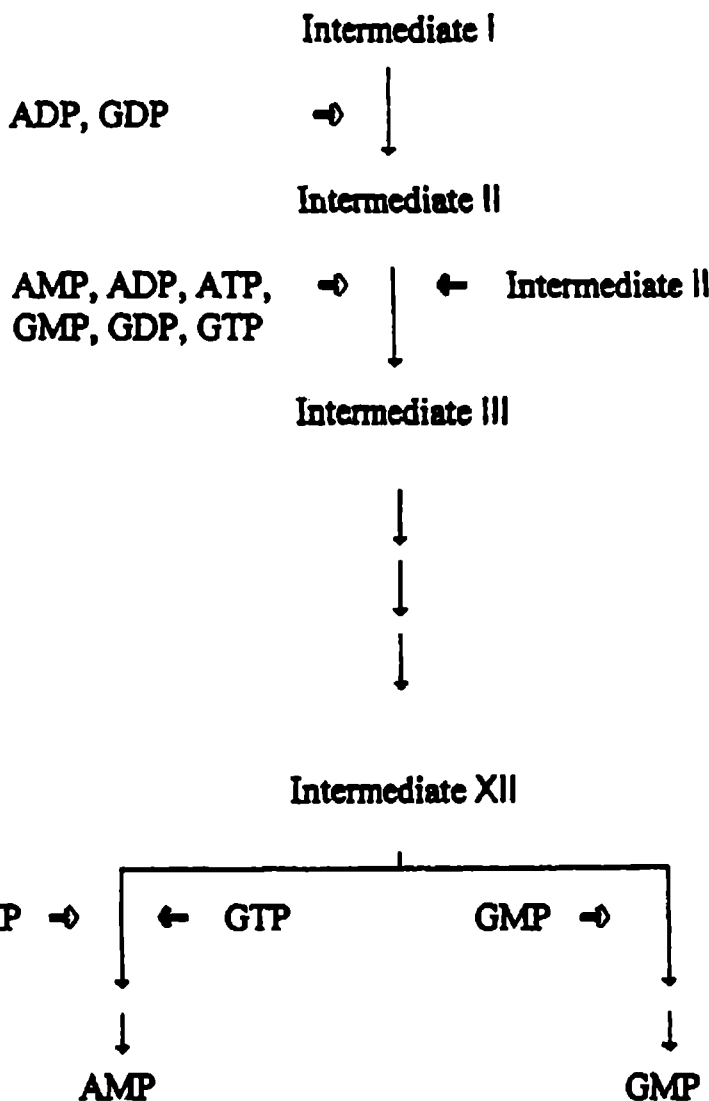 Intermediate I
ADP, GDP
Intermediate II
AMP, ADP, ATP,
GMP, GDP, GTP
Intermediate II
Intermediate III
Intermediate XII
GTP
GMP
AMP
GMP